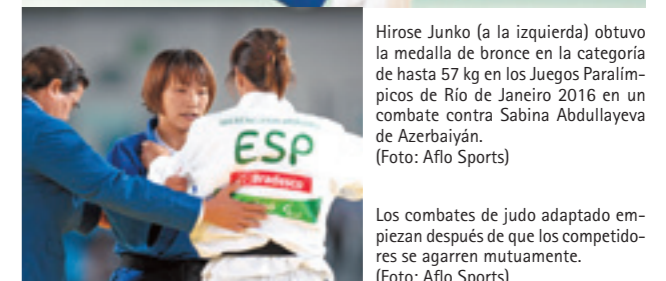 Hirose Junko (a la izquierda) obtuvo
la medalla de bronce en la categoría
de hasta 57 kg en los Juegos Paralím-
picos de Río de Janeiro 2016 en un
combate contra Sabina Abdullayeva
de Azerbaiyán.
(Foto: Aflo Sports)
Los combates de judo adaptado em-
piezan después de que los competido-
res se agarren mutuamente.
(Foto: Aflo Sports)
ESP
Bradesco